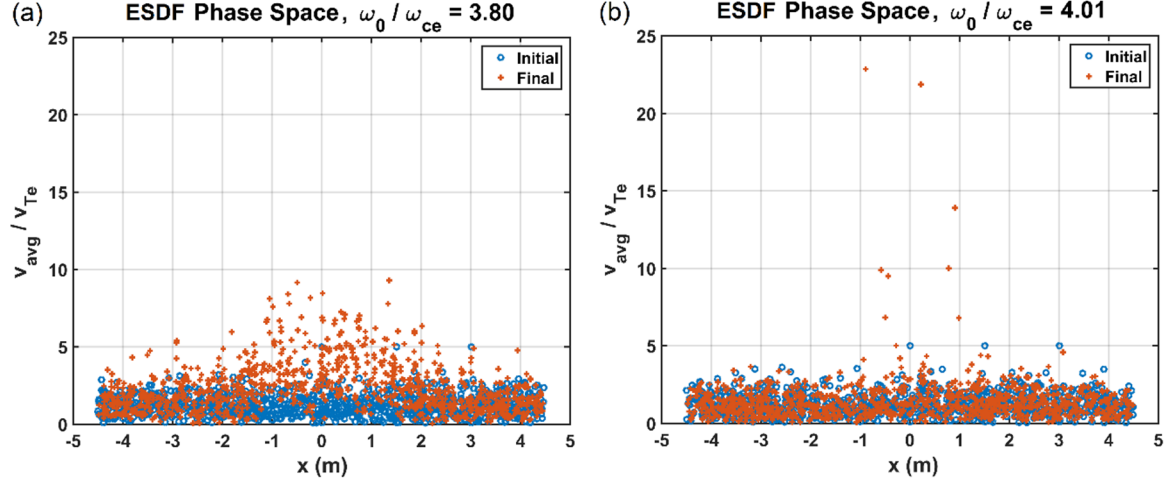 (a) ESDF Phase Space, ω0 / ωce = 3.80
25
20
15
10
5
0
Initial
Final
vavg / vTe
-5 -4 -3 -2 -1 0 1 2 3 4 5
x (m)
(b) ESDF Phase Space, ω0 / ωce = 4.01
25
20
15
10
5
0
Initial
Final
vavg / vTe
-5 -4 -3 -2 -1 0 1 2 3 4 5
x (m)